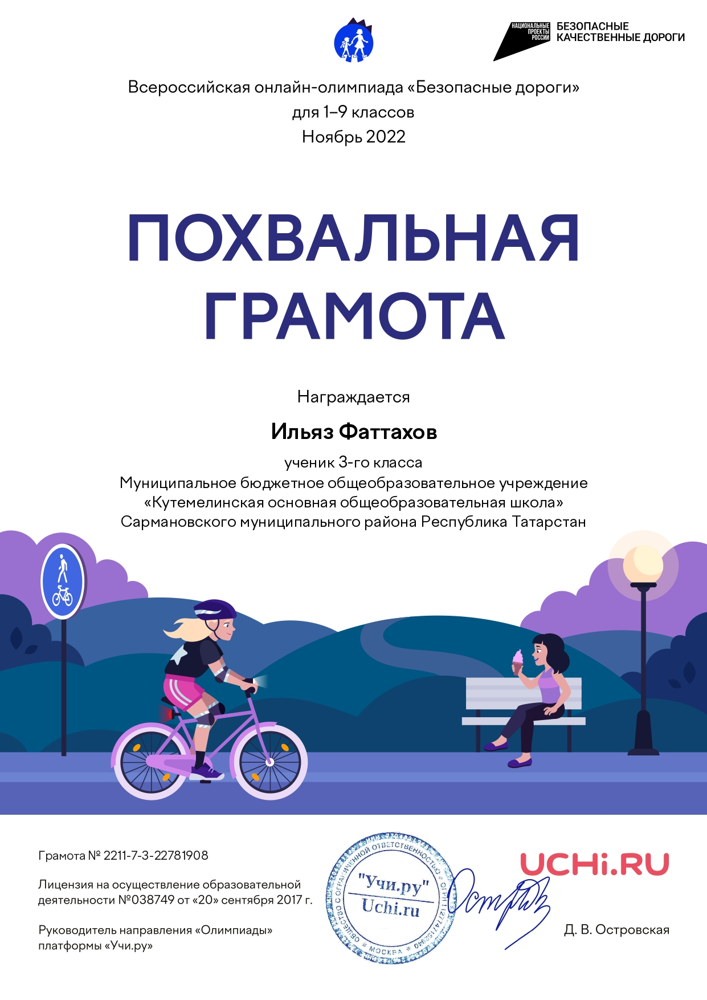 НАЦИОНАЛЬНЫЕ
ПРОЕКТЫ
РОССИИ
БЕЗОПАСНЫЕ
КАЧЕСТВЕННЫЕ ДОРОГИ
Всероссийская онлайн-олимпиада «Безопасные дороги»
для 1–9 классов
Ноябрь 2022
ПОХВАЛЬНАЯ
ГРАМОТА
Награждается
Ильяз Фаттахов
ученик 3-го класса
Муниципальное бюджетное общеобразовательное учреждение
«Кутемелинская основная общеобразовательная школа»
Сармановского муниципального района Республика Татарстан
Грамота № 2211-7-3-22781908
Лицензия на осуществление образовательной
деятельности №038749 от «20» сентября 2017 г.
Руководитель направления «Олимпиады»
платформы «Учи.ру»
ОБЩЕСТВО С ОГРАНИЧЕННОЙ ОТВЕТСТВЕННОСТЬЮ
"Учи.ру"
Uchi.ru
* МОСКВА *
UCHi.RU
Д. В. Островская